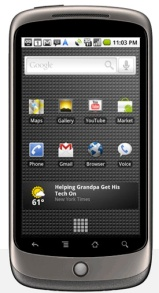 11:03 PM
Google
Maps Gallery YouTube Market
Phone Gmail Browser Voice
Helping Grandpa Get His
61° Tech On
New York Times